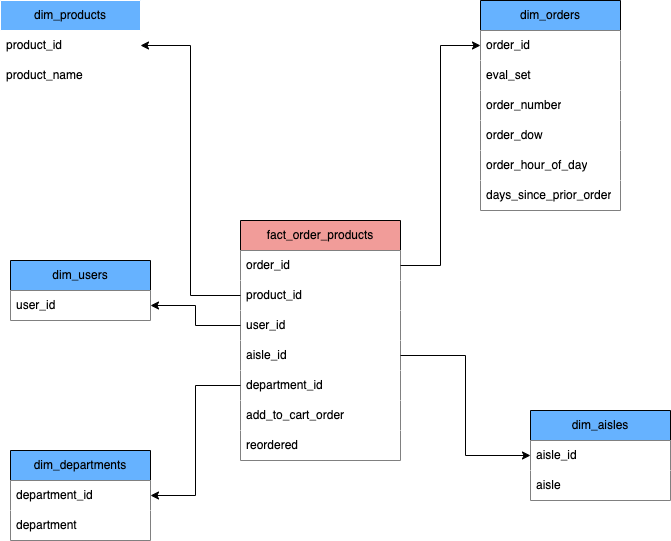 dim_products
product_id
product_name
dim_orders
order_id
eval_set
order_number
order_dow
order_hour_of_day
days_since_prior_order
fact_order_products
order_id
product_id
user_id
aisle_id
department_id
add_to_cart_order
reordered
dim_users
user_id
dim_departments
department_id
department
dim_aisles
aisle_id
aisle